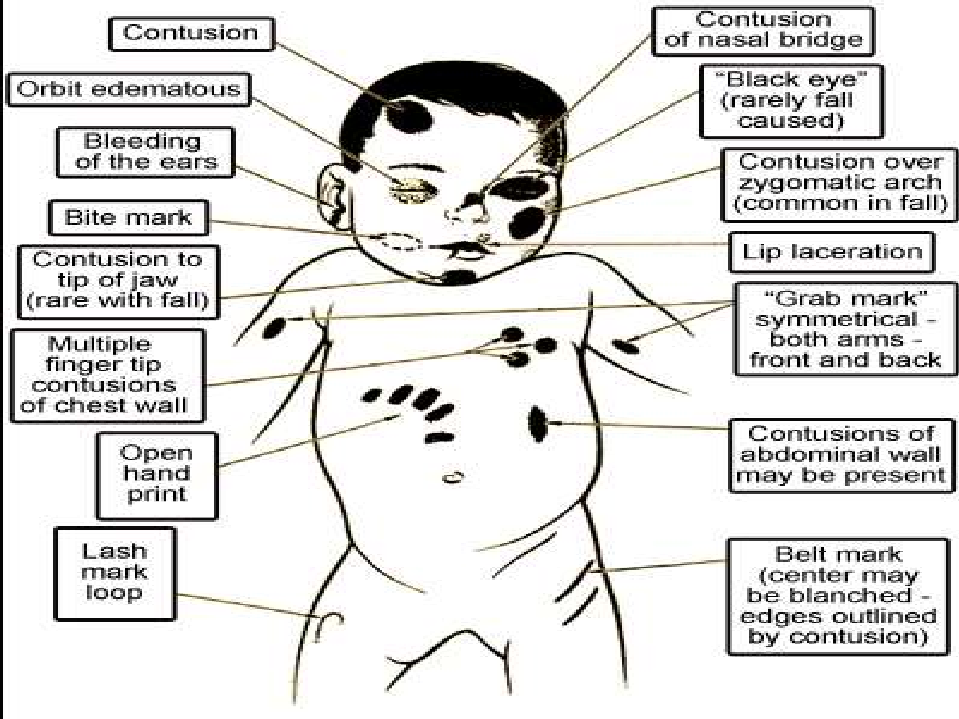 Contusion
Orbit edematous
Bleeding
of the ears
Bite mark
Contusion to
tip of jaw
(rare with fall)
Multiple
finger tip
contusions
of chest wall
Open
hand
print
Lash
mark
loop
Contusion
of nasal bridge
“Black eye”
(rarely fall
caused)
Contusion over
zygomatic arch
(common in fall)
Lip laceration
“Grab mark”
symmetrical -
both arms -
front and back
Contusions of
abdominal wall
may be present
Belt mark
(center may
be blanched -
edges outlined
by contusion)